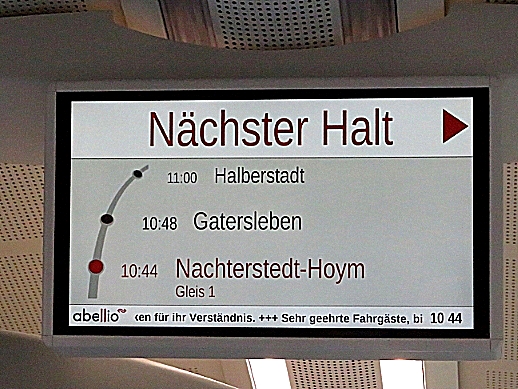 Nächster Halt
11:00 Halberstadt
10:48 Gatersleben
10:44 Nachterstedt-Hoym
Gleis 1
abellio ken für ihr Verständnis. +++ Sehr geehrte Fahrgäste, bi 10 44